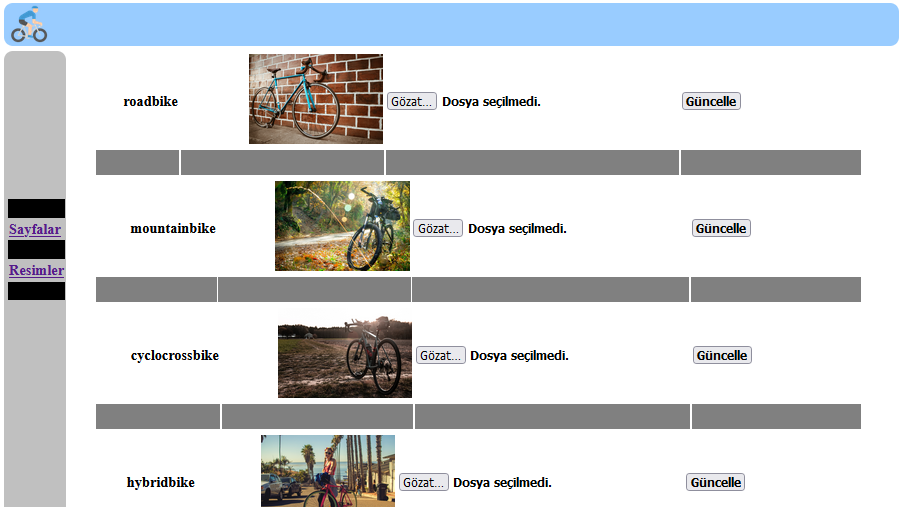 roadbike Gözat... Dosya seçilmedi. Güncelle
Sayfalar
mountainbike Gözat... Dosya seçilmedi. Güncelle
Resimler
cyclocrossbike Gözat... Dosya seçilmedi. Güncelle
hybridbike Gözat... Dosya seçilmedi. Güncelle